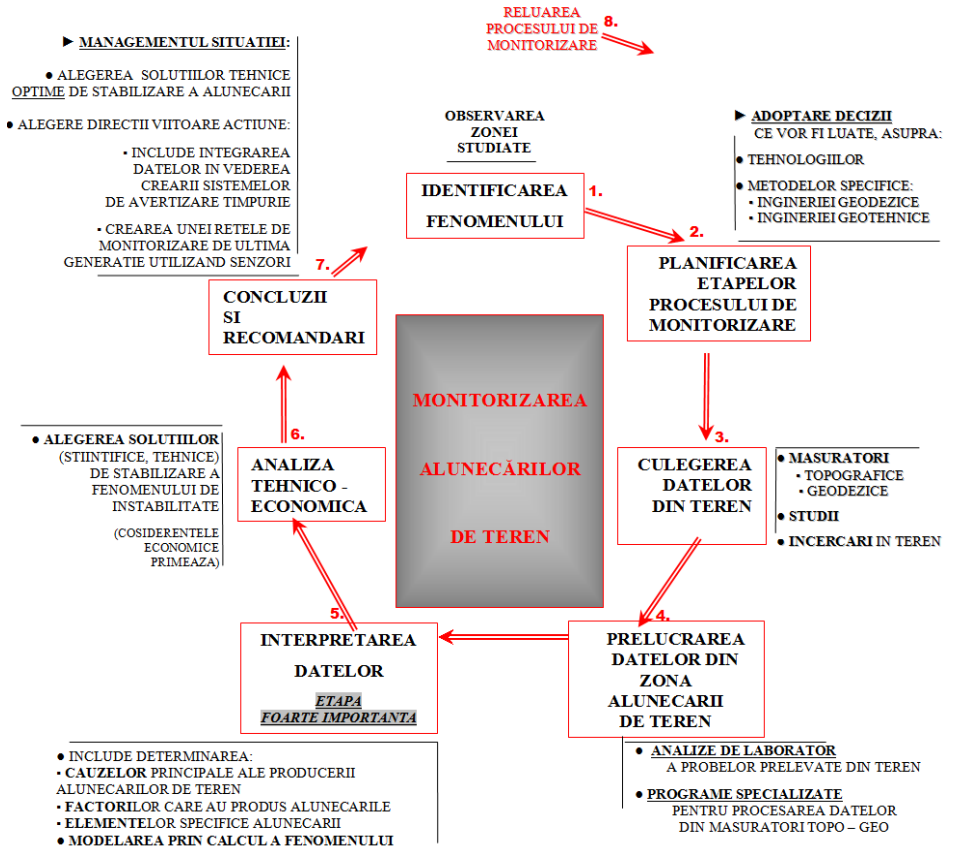 RELUAREA
PROCESULUI DE
MONITORIZARE
8.
► MANAGEMENTUL SITUATIEI:
● ALEGEREA SOLUTIILOR TEHNICE
OPTIME DE STABILIZARE A ALUNECARII
● ALEGERE DIRECTII VIITOARE ACTIUNE:
▪ INCLUDE INTEGRAREA
DATELOR IN VEDEREA
CREARII SISTEMELOR
DE AVERTIZARE TIMPURIE
▪ CREAREA UNEI RETELE DE
MONITORIZARE DE ULTIMA
GENERATIE UTILIZAND SENZORI
OBSERVAREA
ZONEI
STUDIATE
IDENTIFICAREA
FENOMENULUI
1.
► ADOPTARE DECIZII
CE VOR FI LUATE, ASUPRA:
● TEHNOLOGIILOR
● METODELOR SPECIFICE:
▪ INGINERIEI GEODEZICE
▪ INGINERIEI GEOTEHNICE
2.
PLANIFICAREA
ETAPELOR
PROCESULUI DE
MONITORIZARE
7.
CONCLUZII
SI
RECOMANDARI
MONITORIZAREA
ALUNECĂRILOR
DE TEREN
3.
CULEGEREA
DATELOR
DIN TEREN
● MASURATORI
▪ TOPOGRAFICE
▪ GEODEZICE
● STUDII
● INCERCARI IN TEREN
● ALEGEREA SOLUTIILOR
(STIINTIFICE, TEHNICE)
DE STABILIZARE A
FENOMENULUI DE
INSTABILITATE
(COSIDERENTELE
ECONOMICE
PRIMEAZA)
6.
ANALIZA
TEHNICO -
ECONOMICA
5.
INTERPRETAREA
DATELOR
ETAPA
FOARTE IMPORTANTA
4.
PRELUCRAREA
DATELOR DIN
ZONA
ALUNECARII
DE TEREN
● INCLUDE DETERMINAREA:
▪ CAUZELOR PRINCIPALE ALE PRODUCERII
ALUNECARILOR DE TEREN
▪ FACTORILOR CARE AU PRODUS ALUNECARILE
▪ ELEMENTELOR SPECIFICE ALUNECARII
● MODELAREA PRIN CALCUL A FENOMENULUI
● ANALIZE DE LABORATOR
A PROBELOR PRELEVATE DIN TEREN
● PROGRAME SPECIALIZATE
PENTRU PROCESAREA DATELOR
DIN MASURATORI TOPO – GEO